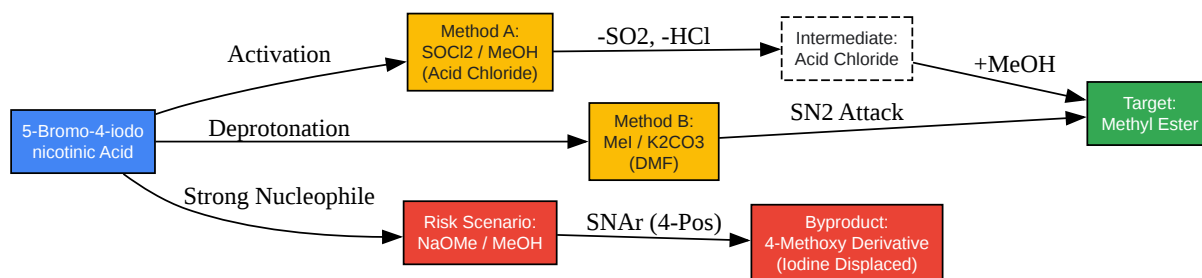 Activation
Method A:
SOCl2 / MeOH
(Acid Chloride)
-SO2, -HCl
Intermediate:
Acid Chloride
+MeOH
5-Bromo-4-iodo
nicotinic Acid
Deprotonation
Method B:
MeI / K2CO3
(DMF)
SN2 Attack
Target:
Methyl Ester
Strong Nucleophile
Risk Scenario:
NaOMe / MeOH
SNAr (4-Pos)
Byproduct:
4-Methoxy Derivative
(Iodine Displaced)